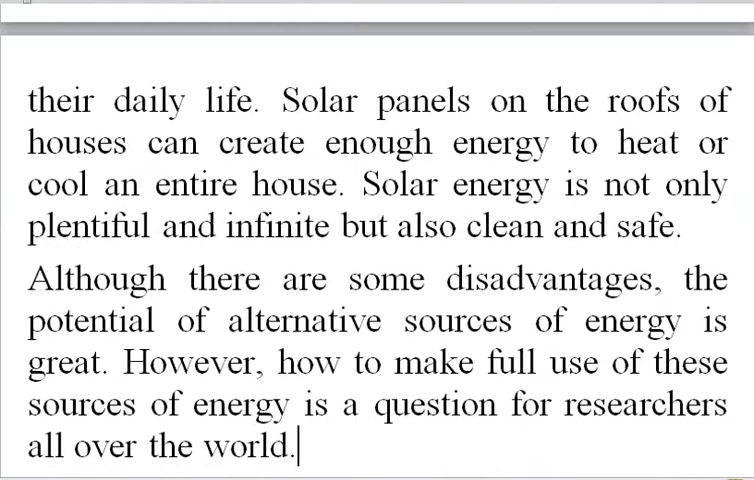 their daily life. Solar panels on the roofs of
houses can create enough energy to heat or
cool an entire house. Solar energy is not only
plentiful and infinite but also clean and safe.
Although there are some disadvantages, the
potential of alternative sources of energy is
great. However, how to make full use of these
sources of energy is a question for researchers
all over the world.